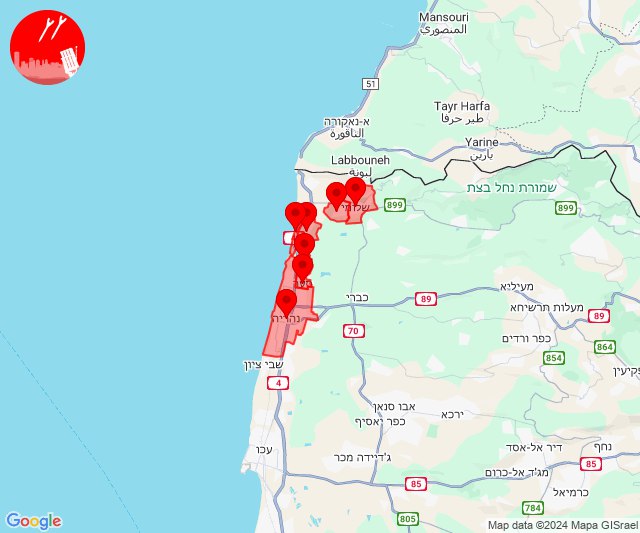 Mansouri
المنصوري
51
Tayr Harfa
طير حرفا
א-נאקורה
الناقورة
Yarine
يارين
Labbouneh
لبونة
שמורת נחל בצת
899
899
שלומי
4
מעיליא
כברי
89
מעלות תרשיחא
89
נהריה
70
כפר ורדים
864
854
שבי ציון
4
אבו סנאן
ירכא
כפר יאסיף
עכו
נחף
דיר אל-אסד
ג'דיידה מכר
85
מג'ד אל-כרום
85
כרמיאל
784
805
Google
Map data ©2024 Mapa GISrael